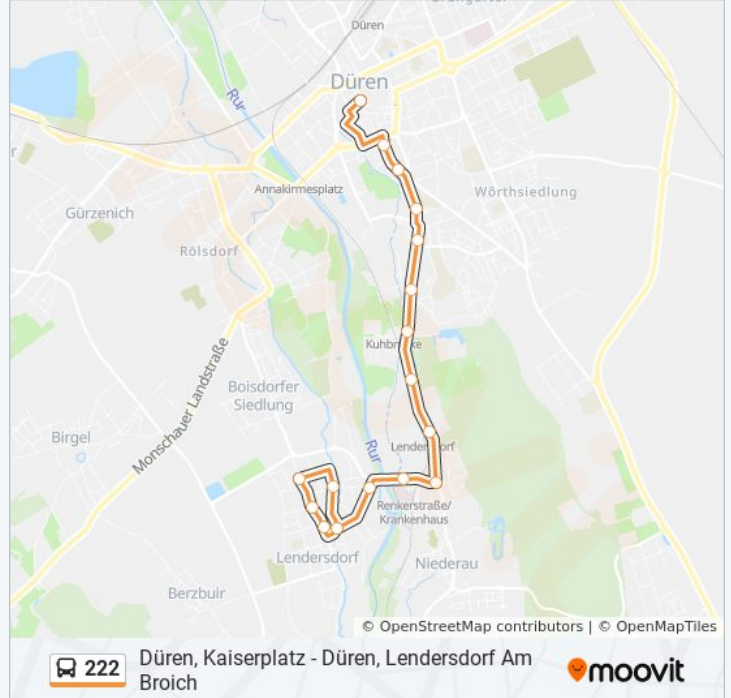 Düren
Düren
Rur
r
Annakirmesplatz
Wörthsiedlung
Gürzenich
Rölsdorf
Boisdorfer
Siedlung
Monschauer Landstraße
Birgel
Rur
Renkerstraße/
Krankenhaus
Lendersdorf
Niederau
Berzbuir
© OpenStreetMap contributors | © OpenMapTiles
222
Düren, Kaiserplatz - Düren, Lendersdorf Am
Broich
moovit